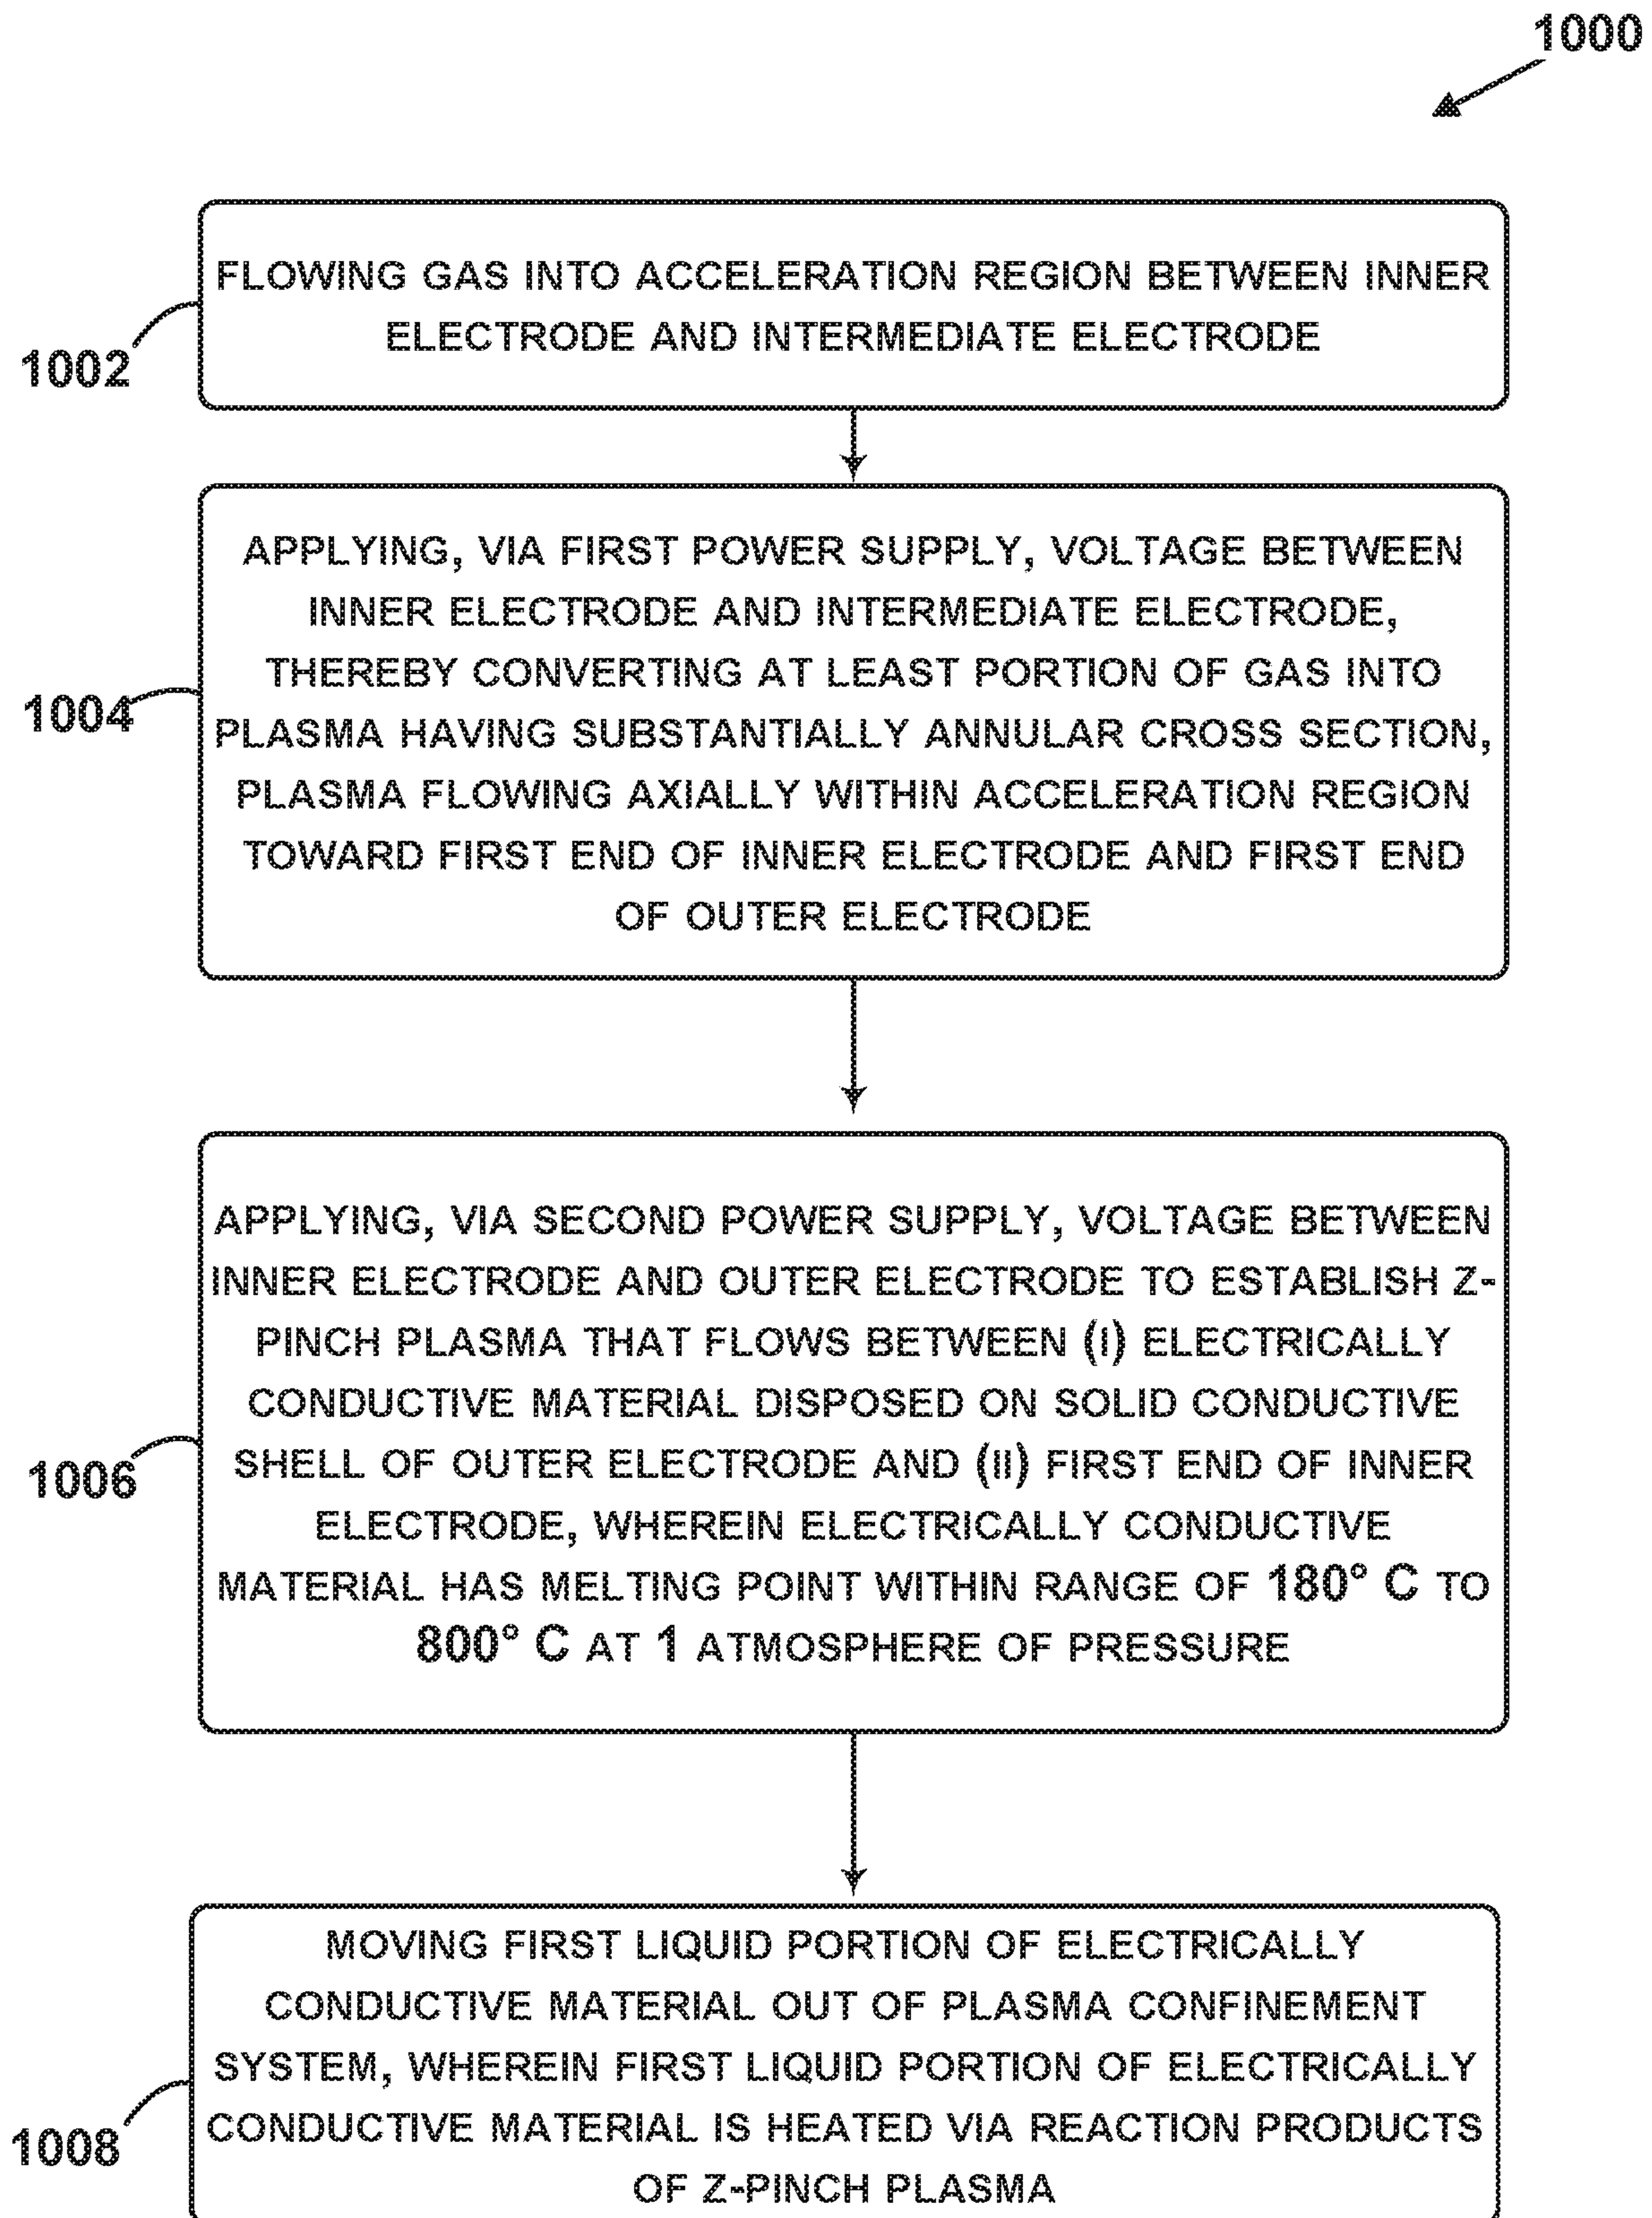 1000
FLOWING GAS INTO ACCELERATION REGION BETWEEN INNER
ELECTRODE AND INTERMEDIATE ELECTRODE
1002
APPLYING, VIA FIRST POWER SUPPLY, VOLTAGE BETWEEN
INNER ELECTRODE AND INTERMEDIATE ELECTRODE,
THEREBY CONVERTING AT LEAST PORTION OF GAS INTO
PLASMA HAVING SUBSTANTIALLY ANNULAR CROSS SECTION,
PLASMA FLOWING AXIALLY WITHIN ACCELERATION REGION
TOWARD FIRST END OF INNER ELECTRODE AND FIRST END
OF OUTER ELECTRODE
1004
APPLYING, VIA SECOND POWER SUPPLY, VOLTAGE BETWEEN
INNER ELECTRODE AND OUTER ELECTRODE TO ESTABLISH Z-
PINCH PLASMA THAT FLOWS BETWEEN (I) ELECTRICALLY
CONDUCTIVE MATERIAL DISPOSED ON SOLID CONDUCTIVE
SHELL OF OUTER ELECTRODE AND (II) FIRST END OF INNER
ELECTRODE, WHEREIN ELECTRICALLY CONDUCTIVE
MATERIAL HAS MELTING POINT WITHIN RANGE OF 180° C TO
800° C AT 1 ATMOSPHERE OF PRESSURE
1006
MOVING FIRST LIQUID PORTION OF ELECTRICALLY
CONDUCTIVE MATERIAL OUT OF PLASMA CONFINEMENT
SYSTEM, WHEREIN FIRST LIQUID PORTION OF ELECTRICALLY
CONDUCTIVE MATERIAL IS HEATED VIA REACTION PRODUCTS
OF Z-PINCH PLASMA
1008